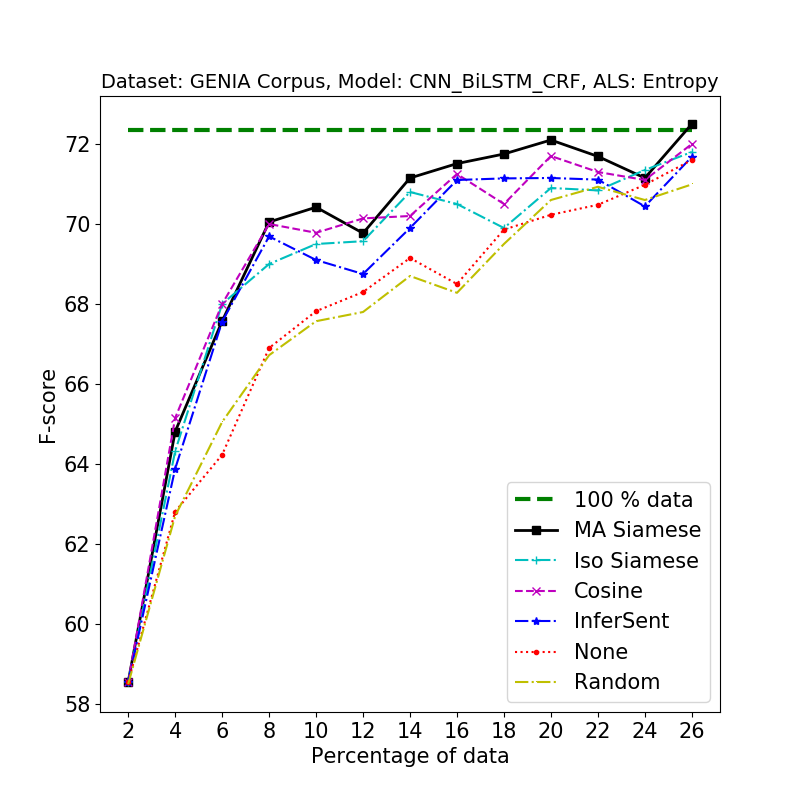 Dataset: GENIA Corpus, Model: CNN_BiLSTM_CRF, ALS: Entropy
72
70
68
66
64
62
60
58
F-score
100 % data
MA Siamese
Iso Siamese
Cosine
InferSent
None
Random
2 4 6 8 10 12 14 16 18 20 22 24 26
Percentage of data